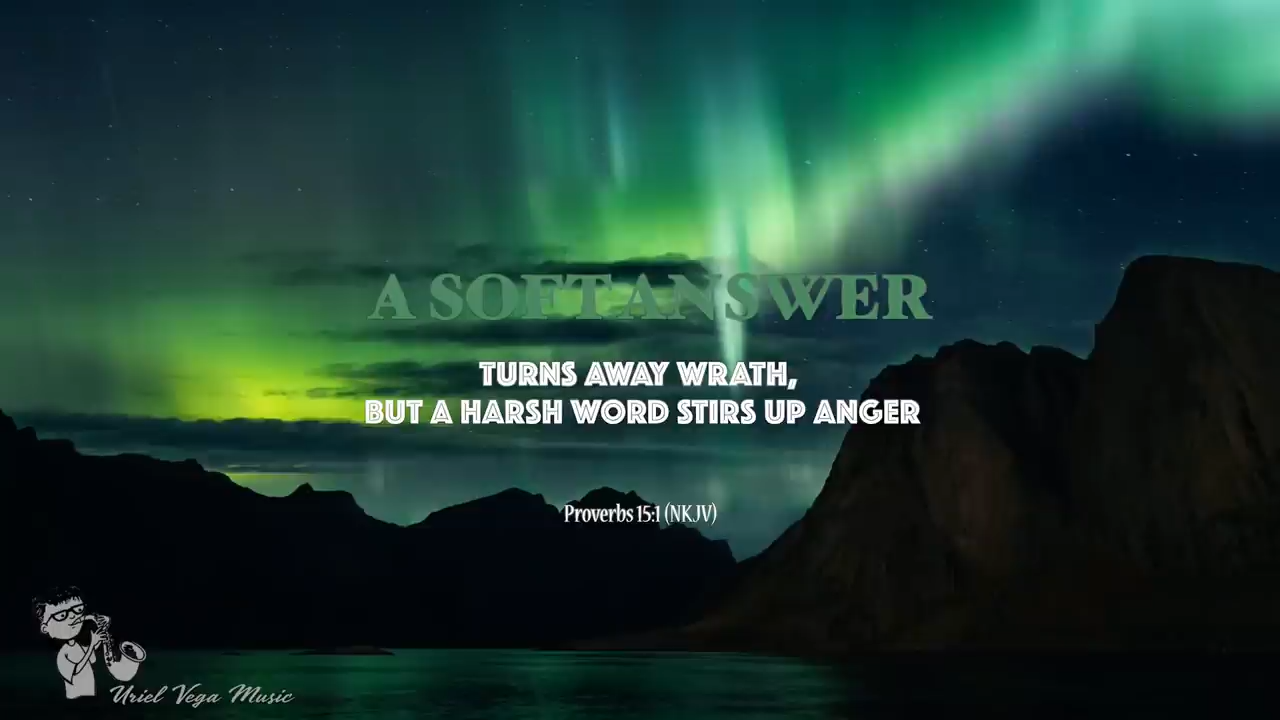 A SOFT ANSWER
TURNS AWAY WRATH,
BUT A HARSH WORD STIRS UP ANGER
Proverbs 15:1 (NKJV)
Uriel Vega Music